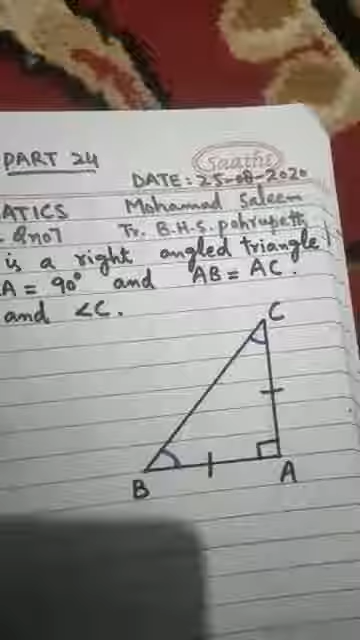 PART 24
Saathi
DATE: 25-08-2020
ATICS Mohamad Saleem
Tr. B.H.S. pohrupeth
is a right angled triangle
A = 90° and AB = AC.
and ∠C.
C
B
A